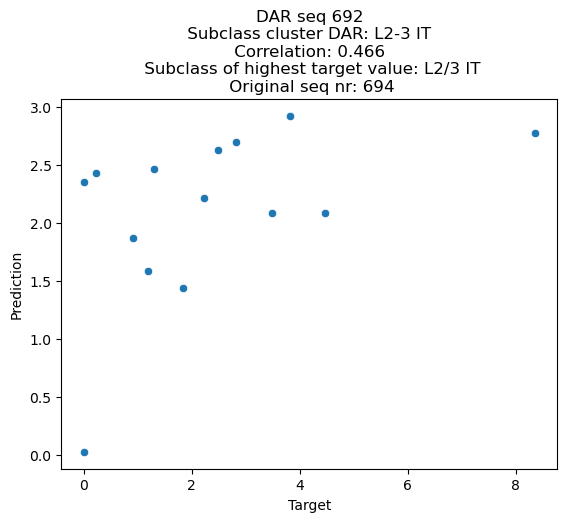 DAR seq 692
Subclass cluster DAR: L2-3 IT
Correlation: 0.466
Subclass of highest target value: L2/3 IT
Original seq nr: 694
3.0
2.5
2.0
1.5
1.0
0.5
0.0
Prediction
0 2 4 6 8
Target